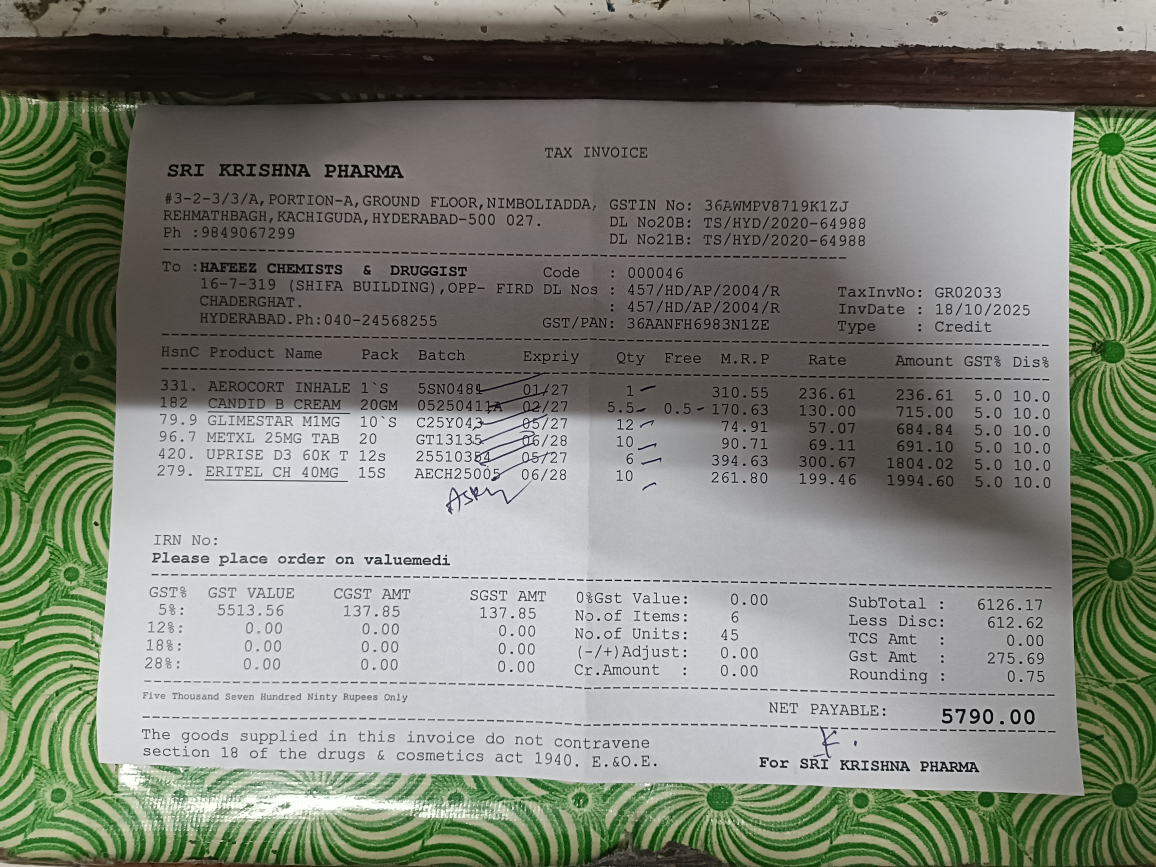 TAX INVOICE
SRI KRISHNA PHARMA
#3-2-3/3/A,PORTION-A,GROUND FLOOR,NIMBOLIADDA, GSTIN No: 36AWMPV8719K1ZJ
REHMATHBAGH,KACHIGUDA,HYDERABAD-500 027. DL No20B: TS/HYD/2020-64988
Ph :9849067299 DL No21B: TS/HYD/2020-64988
To :HAFEEZ CHEMISTS & DRUGGIST Code : 000046
16-7-319 (SHIFA BUILDING),OPP- FIRD DL Nos : 457/HD/AP/2004/R TaxInvNo: GR02033
CHADERGHAT. : 457/HD/AP/2004/R InvDate : 18/10/2025
HYDERABAD.Ph:040-24568255 GST/PAN: 36AANFH6983N1ZE Type : Credit
HsnC Product Name Pack Batch Expriy Qty Free M.R.P Rate Amount GST% Dis%
331. AEROCORT INHALE 1`S 5SN0481 01/27 1 310.55 236.61 236.61 5.0 10.0
182 CANDID B CREAM 20GM 05250411A 02/27 5.5 0.5 170.63 130.00 715.00 5.0 10.0
79.9 GLIMESTAR M1MG 10`S C25Y043 05/27 12 74.91 57.07 684.84 5.0 10.0
96.7 METXL 25MG TAB 20 GT13135 06/28 10 90.71 69.11 691.10 5.0 10.0
420. UPRISE D3 60K T 12s 25510384 05/27 6 394.63 300.67 1804.02 5.0 10.0
279. ERITEL CH 40MG 15S AECH25005 06/28 10 261.80 199.46 1994.60 5.0 10.0
IRN No:
Please place order on valuemedi
GST% GST VALUE CGST AMT SGST AMT 0%Gst Value: 0.00 SubTotal : 6126.17
5%: 5513.56 137.85 137.85 No.of Items: 6 Less Disc: 612.62
12%: 0.00 0.00 0.00 No.of Units: 45 TCS Amt : 0.00
18%: 0.00 0.00 0.00 (-/+)Adjust: 0.00 Gst Amt : 275.69
28%: 0.00 0.00 0.00 Cr.Amount : 0.00 Rounding : 0.75
Five Thousand Seven Hundred Ninty Rupees Only
NET PAYABLE: 5790.00
The goods supplied in this invoice do not contravene
section 18 of the drugs & cosmetics act 1940. E.&O.E.
For SRI KRISHNA PHARMA